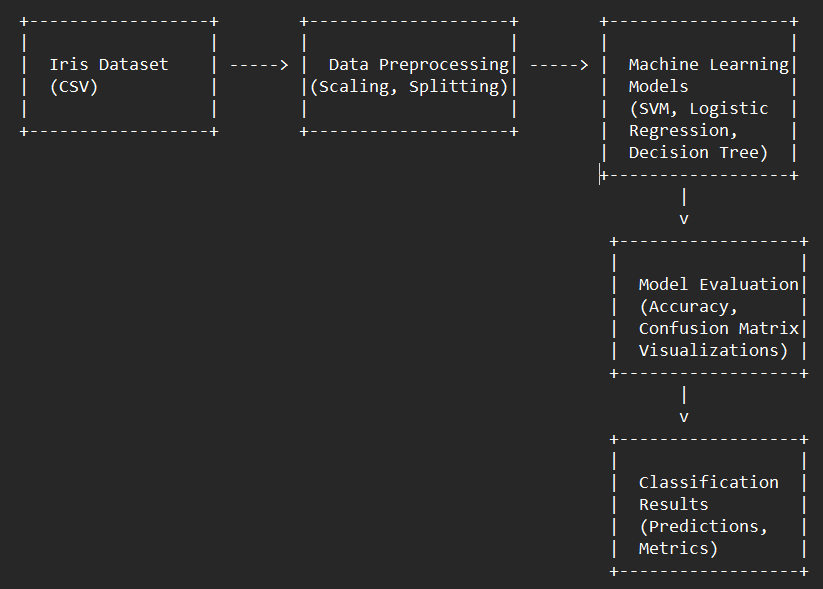 +-------------------+ +--------------------+ +------------------+
| | | | | |
| Iris Dataset | -----> | Data Preprocessing| -----> | Machine Learning|
| (CSV) | |(Scaling, Splitting)| | Models |
| | | | | (SVM, Logistic
+-------------------+ +--------------------+ | Regression, |
| Decision Tree) |
+------------------+
|
v
+-------------------+
| |
| Model Evaluation|
| (Accuracy, |
| Confusion Matrix|
| Visualizations) |
+-------------------+
|
v
+-------------------+
| |
| Classification |
| Results |
| (Predictions, |
| Metrics) |
+-------------------+